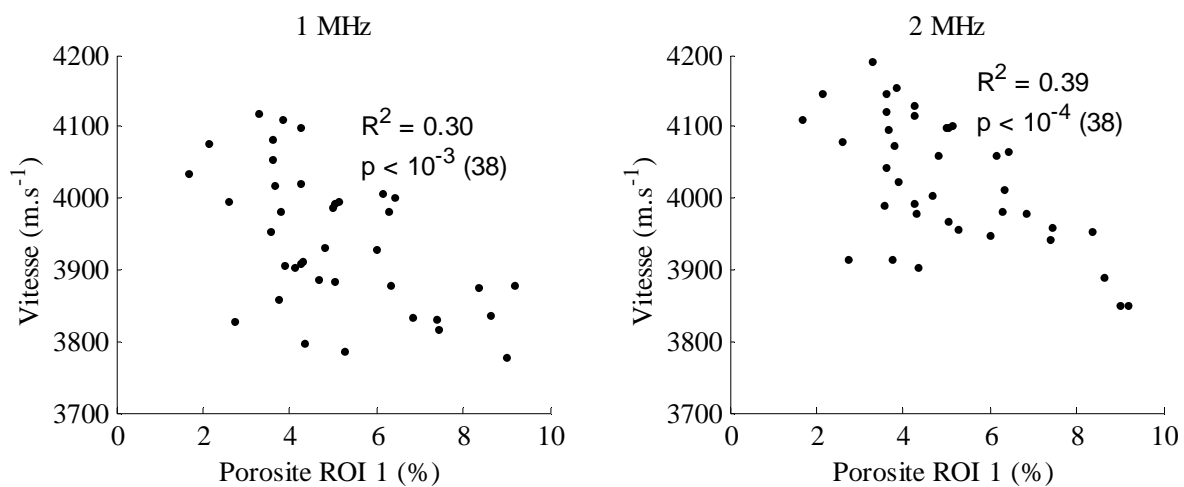 1 MHz
4200
4100
4000
3900
3800
3700
Vitesse (m.s⁻¹)
R² = 0.30
p < 10⁻³ (38)
0 2 4 6 8 10
Porosite ROI 1 (%)
2 MHz
4200
4100
4000
3900
3800
3700
Vitesse (m.s⁻¹)
R² = 0.39
p < 10⁻⁴ (38)
0 2 4 6 8 10
Porosite ROI 1 (%)